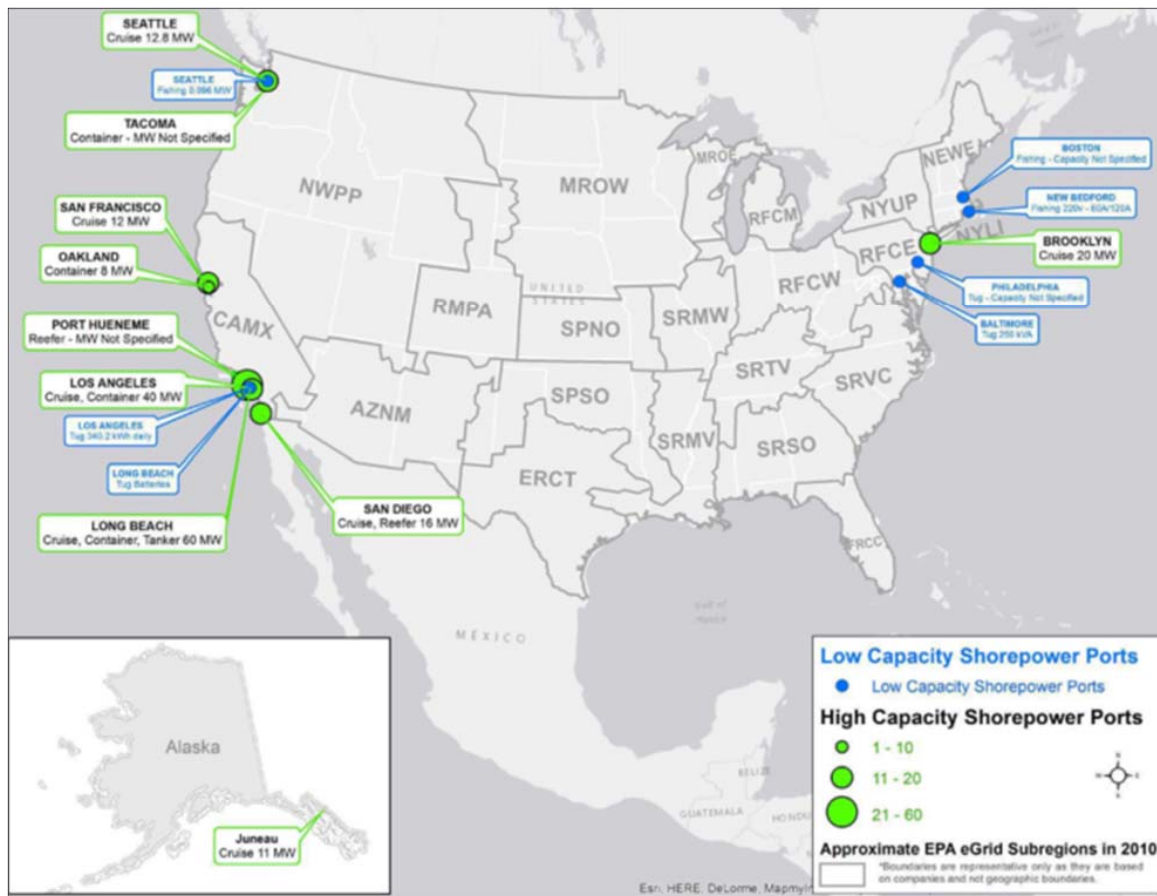 SEATTLE
Cruise 12.8 MW
SEATTLE
Fishing
TACOMA
Container - MW Not Specified
SAN FRANCISCO
Cruise 12 MW
OAKLAND
Container 8 MW
PORT HUENEME
Reefer - MW Not Specified
LOS ANGELES
Cruise, Container 40 MW
LOS ANGELES
Tug 340.2 kWh daily
LONG BEACH
Tug Batteries
LONG BEACH
Cruise, Container, Tanker 60 MW
SAN DIEGO
Cruise, Reefer 16 MW
BOSTON
Fishing - Capacity Not Specified
NEW BEDFORD
Fishing 220v - 60A/120A
BROOKLYN
Cruise 20 MW
PHILADELPHIA
Tug - Capacity Not Specified
BALTIMORE
Tug 250 kVA
NWPP
MROW
MROE
RFCM
NEWE
NYUP
NYLI
RFCE
RFCW
CAMX
RMPA
UNITED
STATES
SPNO
SRMW
SRTV
SRVC
AZNM
SPSO
SRMV
SRSO
ERCT
FRCC
Gulf of
Mexico
MÉXICO
BELIZE
GUATEMALA
Alaska
Juneau
Cruise 11 MW
Low Capacity Shorepower Ports
Low Capacity Shorepower Ports
High Capacity Shorepower Ports
1 - 10
11 - 20
21 - 60
Approximate EPA eGrid Subregions in 2010
*Boundaries are representative only as they are based
on companies and not geographic boundaries.
Esri, HERE, DeLorme,